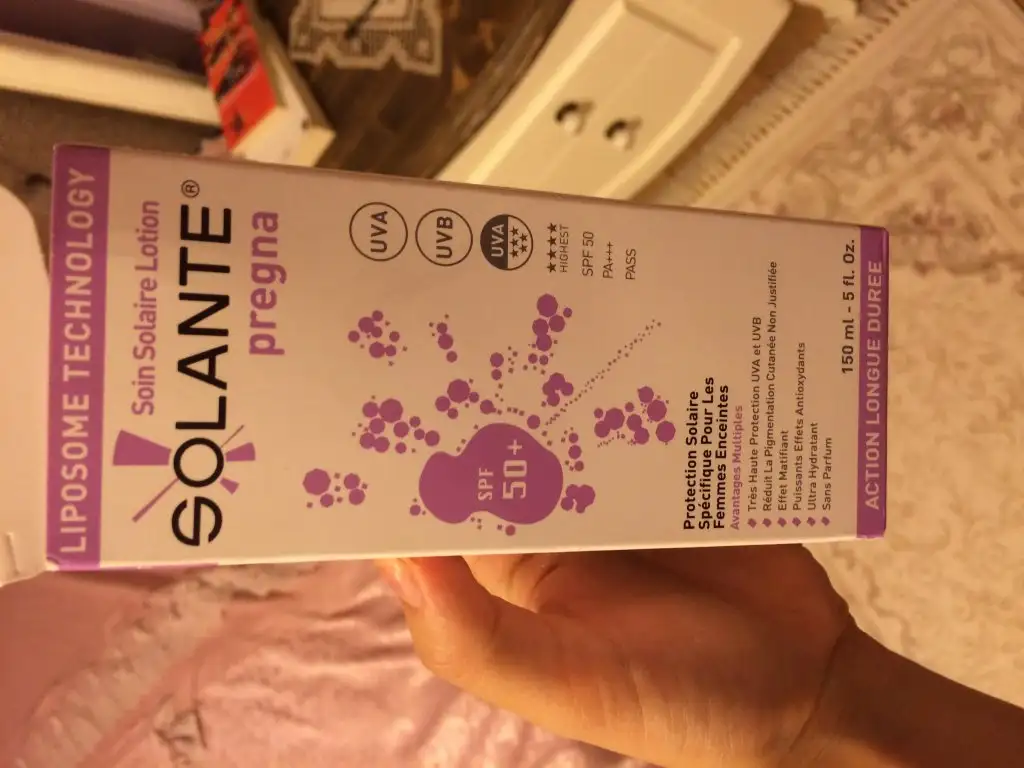 LIPOSOME TECHNOLOGY
Soin Solaire Lotion
SOLANTE®
pregna
UVA
UVB
UVA
HIGHEST
SPF 50
PA+++
PASS
SPF
50+
Protection Solaire
Spécifique Pour Les
Femmes Enceintes
Avantages Multiples
Très Haute Protection UVA et UVB
Réduit La Pigmentation Cutanée Non Justifiée
Effet Matifiant
Puissants Effets Antioxydants
Ultra Hydratant
Sans Parfum
150 ml - 5 fl. Oz.
ACTION LONGUE DUREE